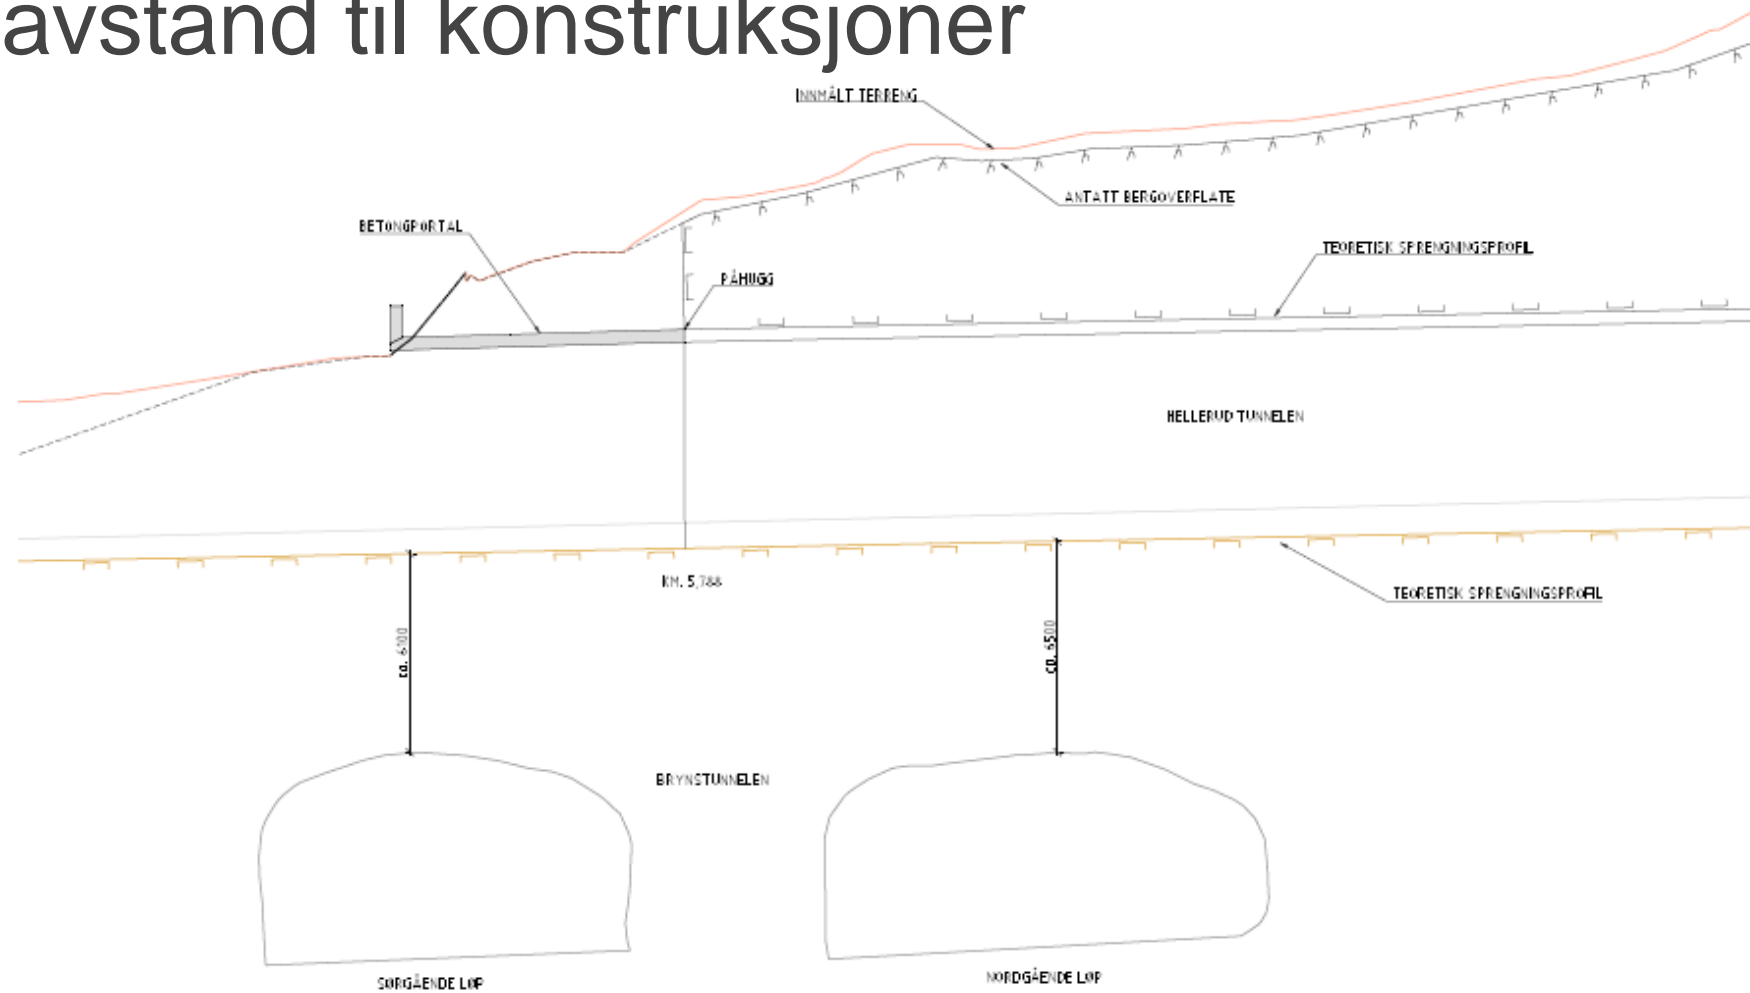 avstand til konstruksjoner
INNMÅLT TERRENG
ANTATT BERGOVERFLATE
BETONGPORTAL
TEORETISK SPRENGNINGSPROFIL
PÅHUGG
HELLERUD TUNNELEN
KM. 5,788
TEORETISK SPRENGNINGSPROFIL
ca. 6100
ca. 6500
BRYNSTUNNELEN
SØRGÅENDE LØP
NORDGÅENDE LØP